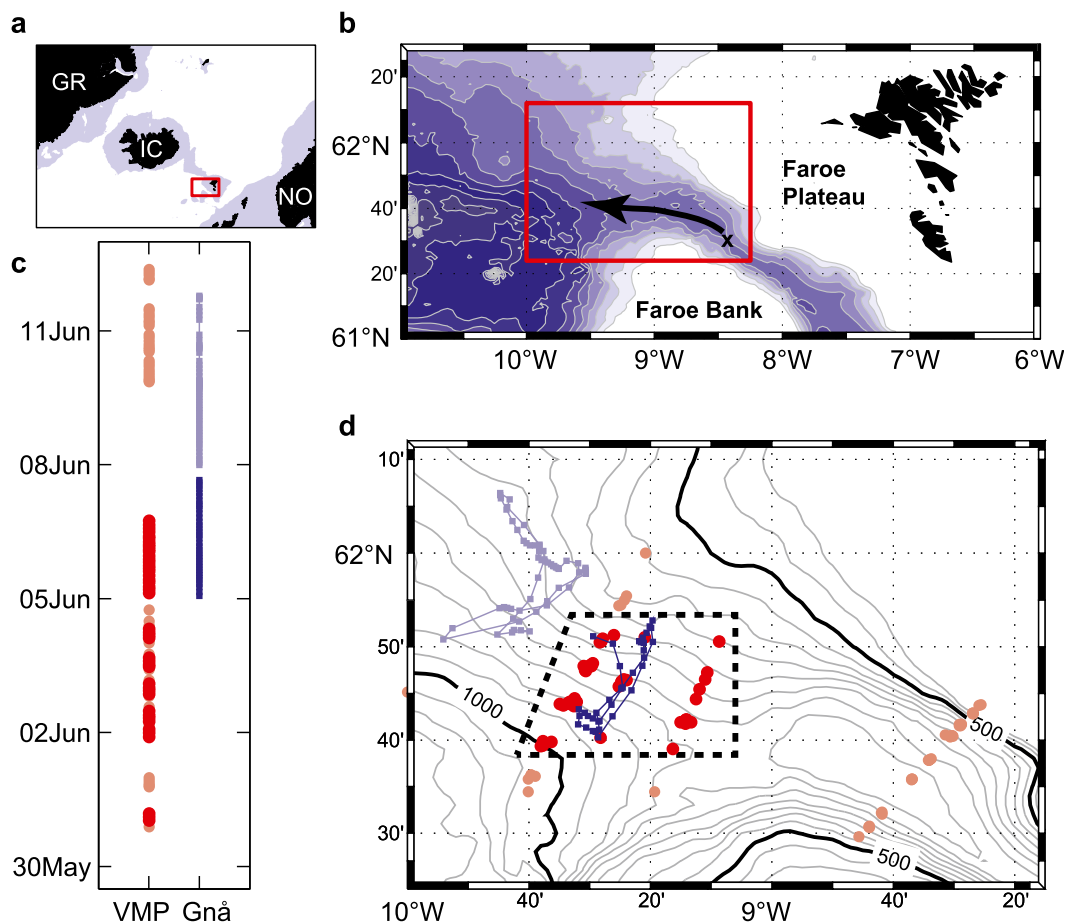 a
GR
IC
NO
b
20'
62°N
40'
20'
61°N
10°W
9°W
8°W
7°W
6°W
Faroe
Plateau
Faroe Bank
x
c
11Jun
08Jun
05Jun
02Jun
30May
VMP
Gnå
d
10'
62°N
50'
40'
30'
1000
500
500
10°W
40'
20'
9°W
40'
20'